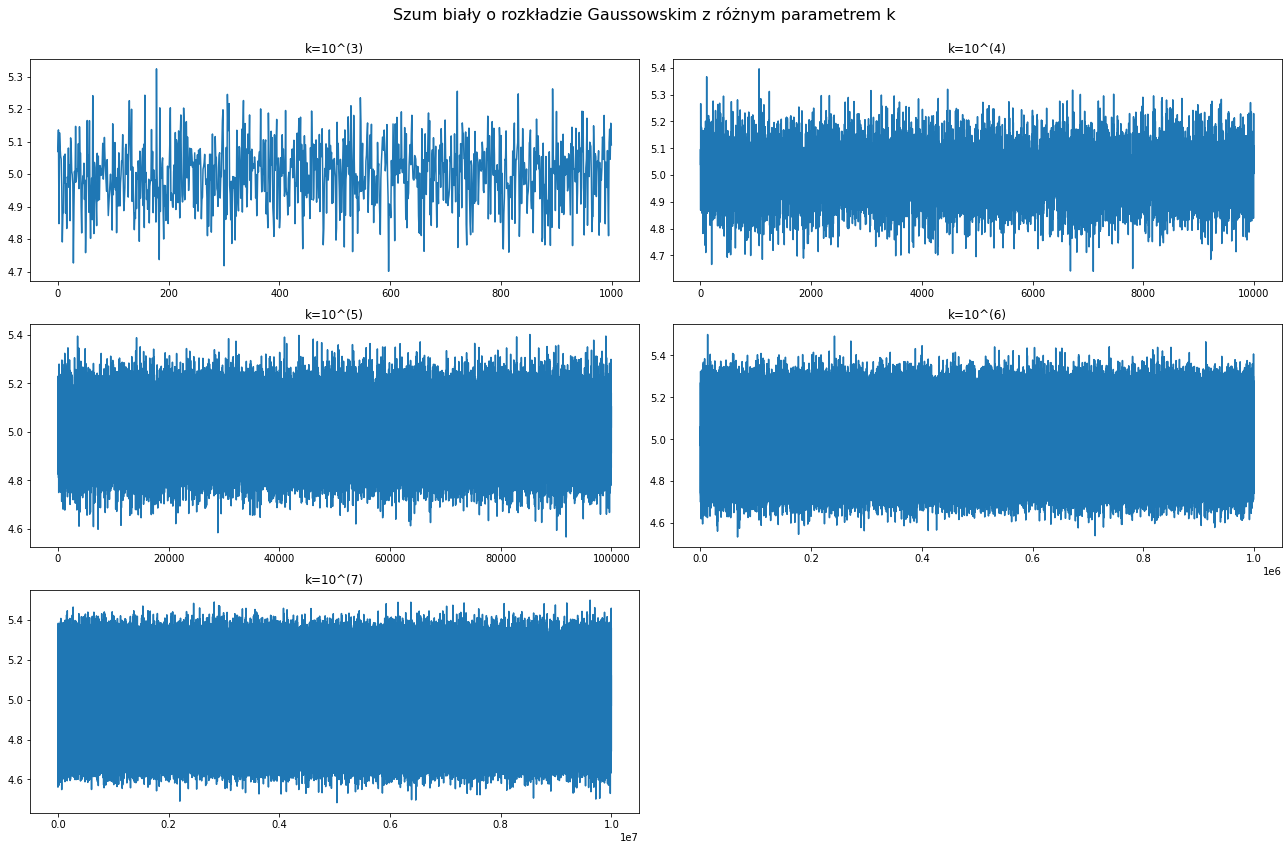 Szum biały o rozkładzie Gaussowskim z różnym parametrem k
k=10^(3)
5.3
5.2
5.1
5.0
4.9
4.8
4.7
0 200 400 600 800 1000
k=10^(4)
5.4
5.3
5.2
5.1
5.0
4.9
4.8
4.7
0 2000 4000 6000 8000 10000
k=10^(5)
5.4
5.2
5.0
4.8
4.6
0 20000 40000 60000 80000 100000
k=10^(6)
5.4
5.2
5.0
4.8
4.6
0.0 0.2 0.4 0.6 0.8 1.0
1e6
k=10^(7)
5.4
5.2
5.0
4.8
4.6
0.0 0.2 0.4 0.6 0.8 1.0
1e7